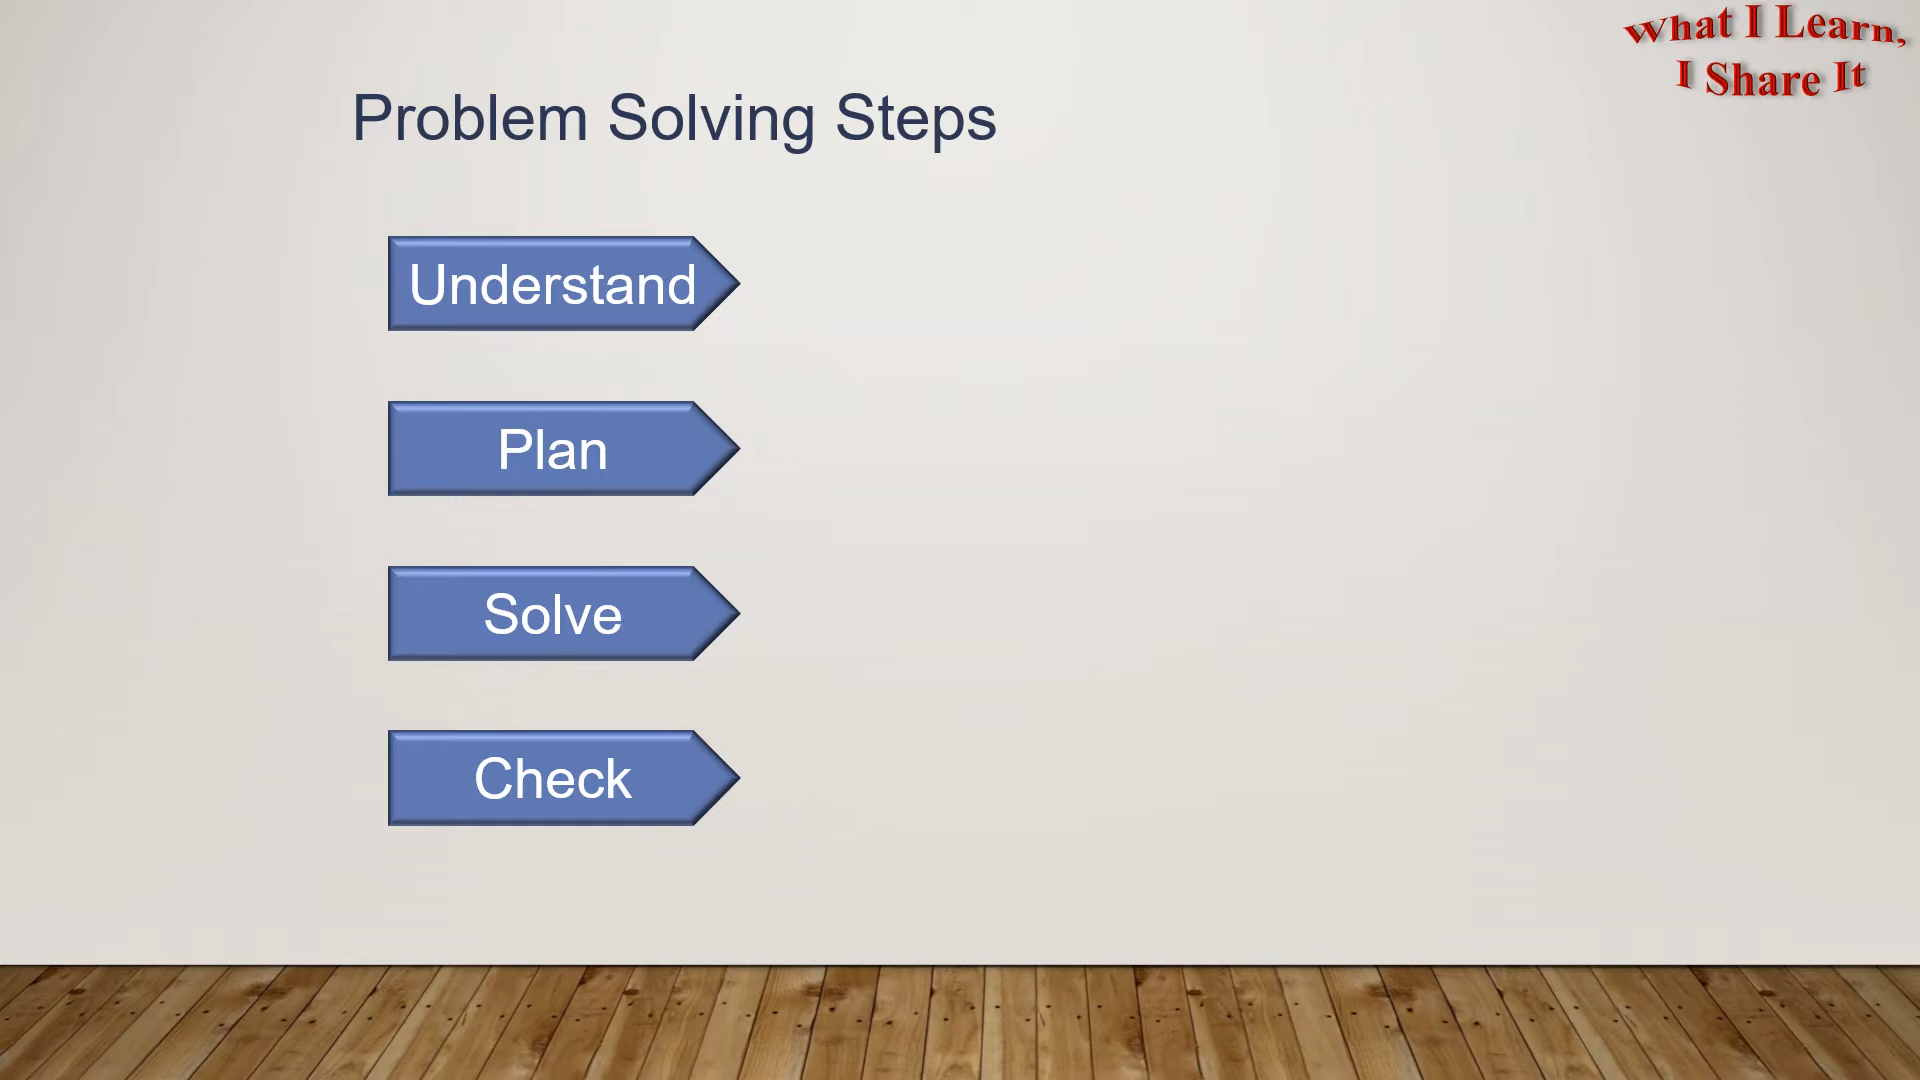 What I Learn,
I Share It
Problem Solving Steps
Understand
Plan
Solve
Check